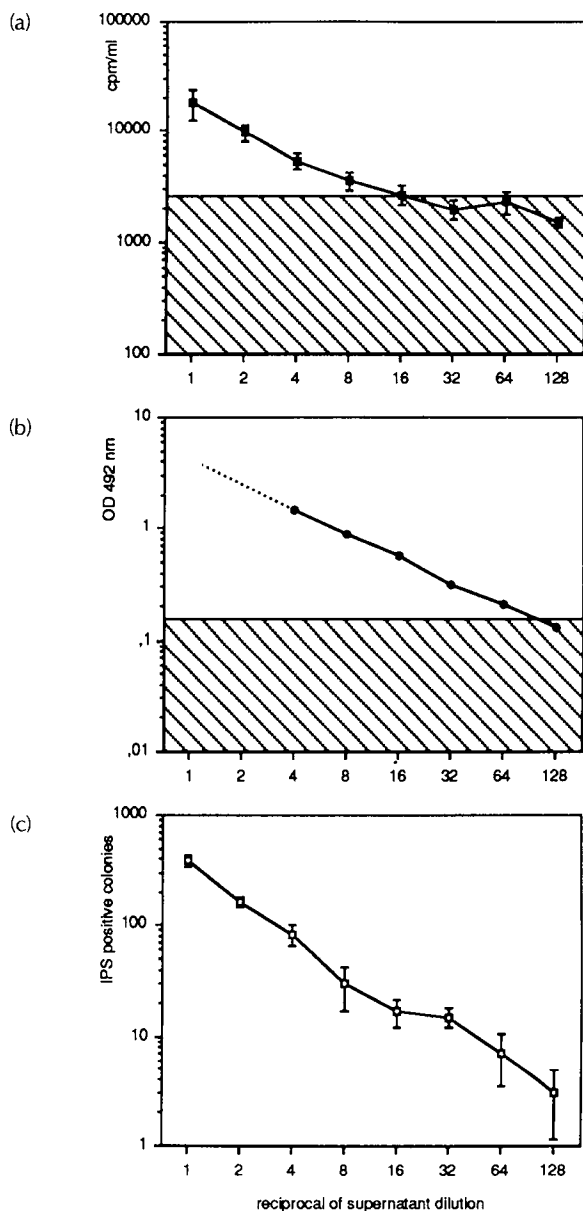 (a)
cpm/ml
100000
10000
1000
100
1 2 4 8 16 32 64 128
(b)
OD 492 nm
10
1
,1
,01
1 2 4 8 16 32 64 128
(c)
IPS positive colonies
1000
100
10
1
1 2 4 8 16 32 64 128
reciprocal of supernatant dilution